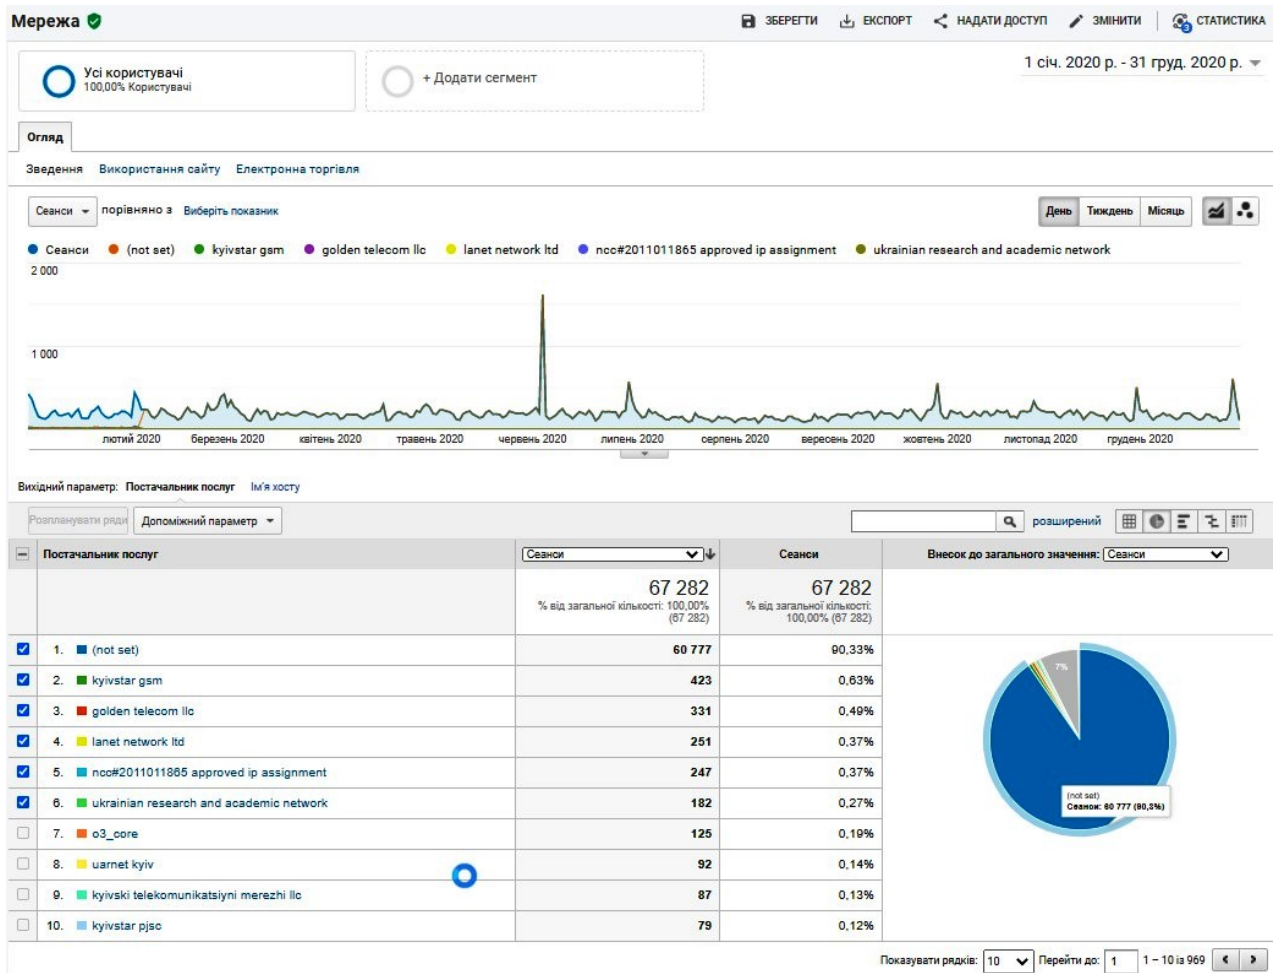 Мережа
ЗБЕРЕГТИ ЕКСПОРТ НАДАТИ ДОСТУП ЗМІНИТИ СТАТИСТИКА
3
Усі користувачі
100,00% Користувачі
+ Додати сегмент
1 січ. 2020 р. - 31 груд. 2020 р.
Огляд
Зведення Використання сайту Електронна торгівля
Сеанси порівняно з Виберіть показник
День Тиждень Місяць
Сеанси (not set) kyivstar gsm golden telecom llc lanet network ltd ncc#2011011865 approved ip assignment ukrainian research and academic network
2 000
1 000
лютий 2020 березень 2020 квітень 2020 травень 2020 червень 2020 липень 2020 серпень 2020 вересень 2020 жовтень 2020 листопад 2020 грудень 2020
Вихідний параметр: Постачальник послуг Ім'я хосту
Розпланувати ряди Допоміжний параметр
розширений
Постачальник послуг Сеанси Сеанси Внесок до загального значення: Сеанси
67 282 67 282
% від загальної кількості: 100,00% % від загальної кількості:
(67 282) 100,00% (67 282)
1. (not set) 60 777 90,33%
2. kyivstar gsm 423 0,63%
3. golden telecom llc 331 0,49%
4. lanet network ltd 251 0,37%
5. ncc#2011011865 approved ip assignment 247 0,37%
6. ukrainian research and academic network 182 0,27%
7. o3_core 125 0,19%
8. uarnet kyiv 92 0,14%
9. kyivski telekomunikatsiyni merezhi llc 87 0,13%
10. kyivstar pjsc 79 0,12%
7%
(not set)
Сеанси: 60 777 (90,3%)
Показувати рядків: 10 Перейти до: 1 1 – 10 із 969